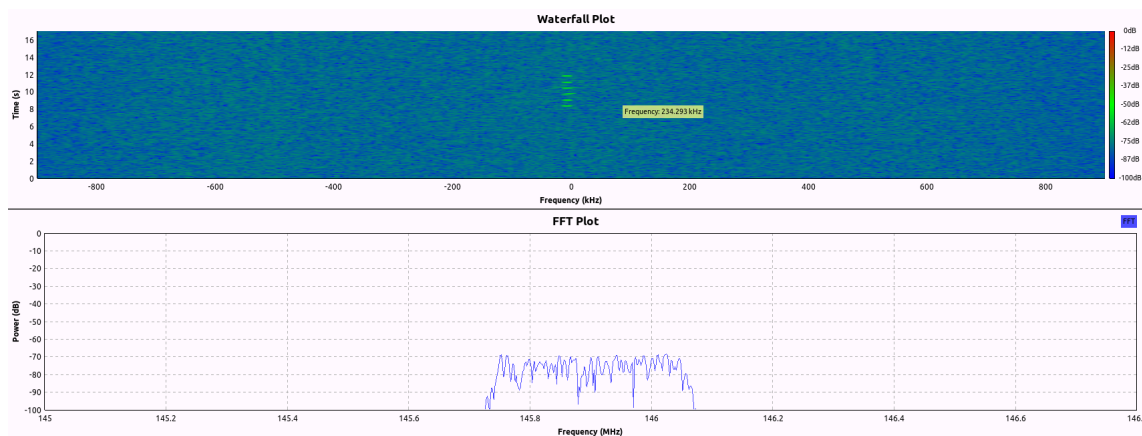 Waterfall Plot
16
14
12
10
8
6
4
2
0
Time (s)
Frequency: 234.293 kHz
0dB
-12dB
-25dB
-37dB
-50dB
-62dB
-75dB
-87dB
-100dB
-800 -600 -400 -200 0 200 400 600 800
Frequency (kHz)
FFT Plot
FFT
0
-10
-20
-30
-40
-50
-60
-70
-80
-90
-100
Power (dB)
145 145.2 145.4 145.6 145.8 146 146.2 146.4 146.6 146.
Frequency (MHz)